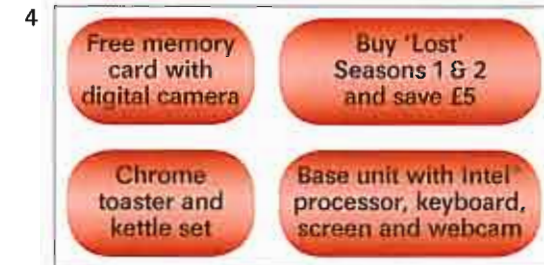 4
Free memory
card with
digital camera
Buy 'Lost'
Seasons 1 & 2
and save £5
Chrome
toaster and
kettle set
Base unit with Intel®
processor, keyboard,
screen and webcam